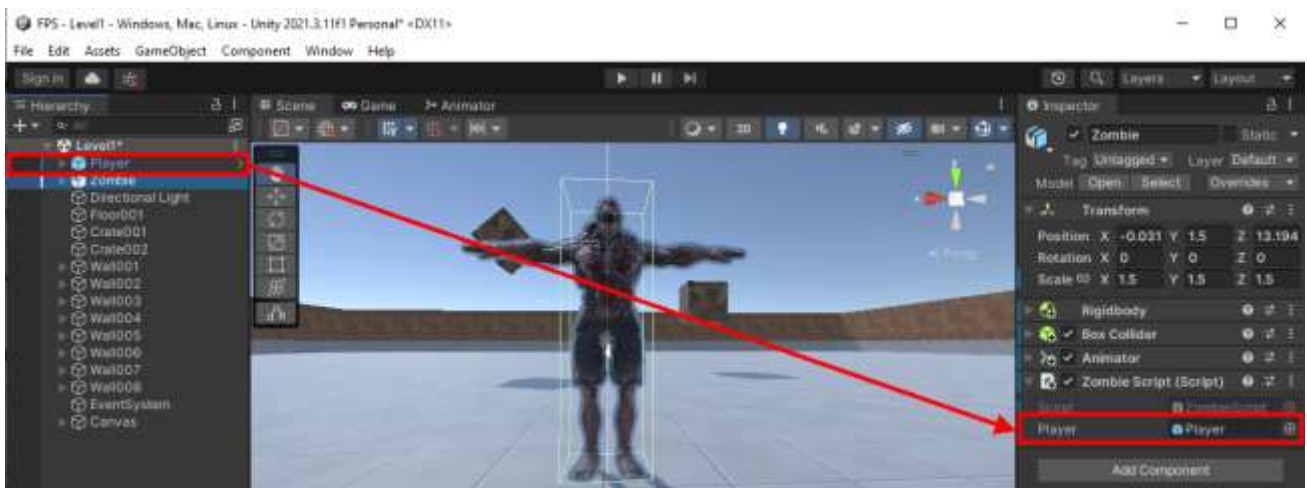 FPS - Level1 - Windows, Mac, Linux - Unity 2021.3.11f1 Personal* <DX11>
File Edit Assets GameObject Component Window Help
Sign in
Layers
Layout
Hierarchy
Scene
Game
Animator
Inspector
All
2D
Level1*
Player
Zombie
Directional Light
Floor001
Crate001
Crate002
Wall001
Wall002
Wall003
Wall004
Wall005
Wall006
Wall007
Wall008
EventSystem
Canvas
y
Persp
Zombie
Static
Tag Untagged Layer Default
Model Open Select Overrides
Transform
Position X -0.031 Y 1.5 Z 13.194
Rotation X 0 Y 0 Z 0
Scale X 1.5 Y 1.5 Z 1.5
Rigidbody
Box Collider
Animator
Zombie Script (Script)
Script ZombieScript
Player Player
Add Component